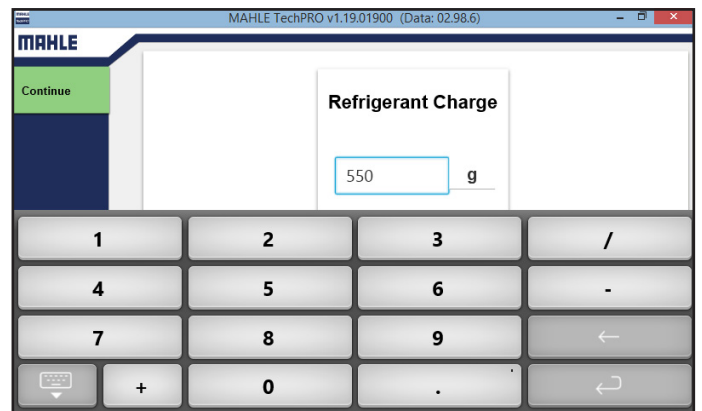 MAHLE TechPRO v1.19.01900 (Data: 02.98.6)
MAHLE
Continue
Refrigerant Charge
550 g
1 2 3 /
4 5 6 -
7 8 9 ←
+ 0 .